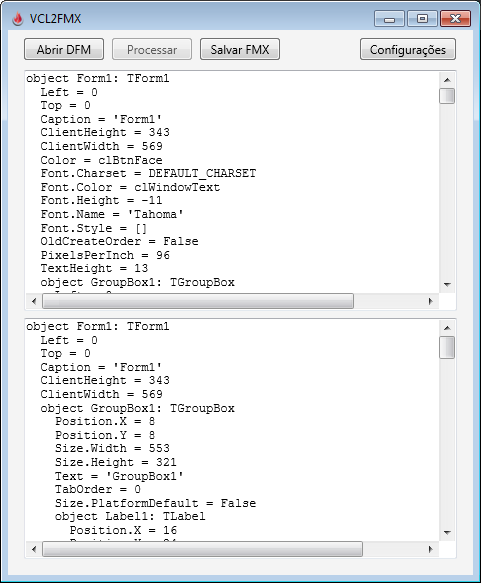 VCL2FMX
Abrir DFM Processar Salvar FMX Configurações
object Form1: TForm1
  Left = 0
  Top = 0
  Caption = 'Form1'
  ClientHeight = 343
  ClientWidth = 569
  Color = clBtnFace
  Font.Charset = DEFAULT_CHARSET
  Font.Color = clWindowText
  Font.Height = -11
  Font.Name = 'Tahoma'
  Font.Style = []
  OldCreateOrder = False
  PixelsPerInch = 96
  TextHeight = 13
  object GroupBox1: TGroupBox
object Form1: TForm1
  Left = 0
  Top = 0
  Caption = 'Form1'
  ClientHeight = 343
  ClientWidth = 569
  object GroupBox1: TGroupBox
    Position.X = 8
    Position.Y = 8
    Size.Width = 553
    Size.Height = 321
    Text = 'GroupBox1'
    TabOrder = 0
    Size.PlatformDefault = False
    object Label1: TLabel
      Position.X = 16